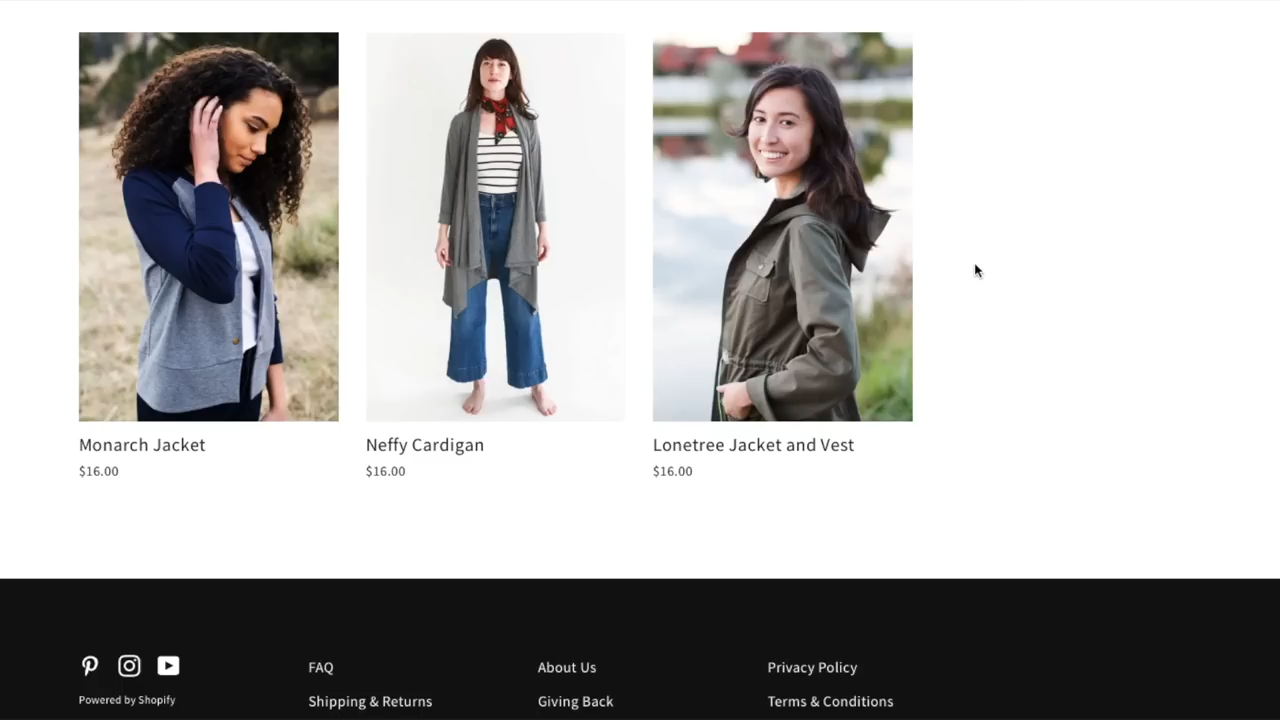 Monarch Jacket
$16.00
Neffy Cardigan
$16.00
Lonetree Jacket and Vest
$16.00
Powered by Shopify
FAQ
Shipping & Returns
About Us
Giving Back
Privacy Policy
Terms & Conditions